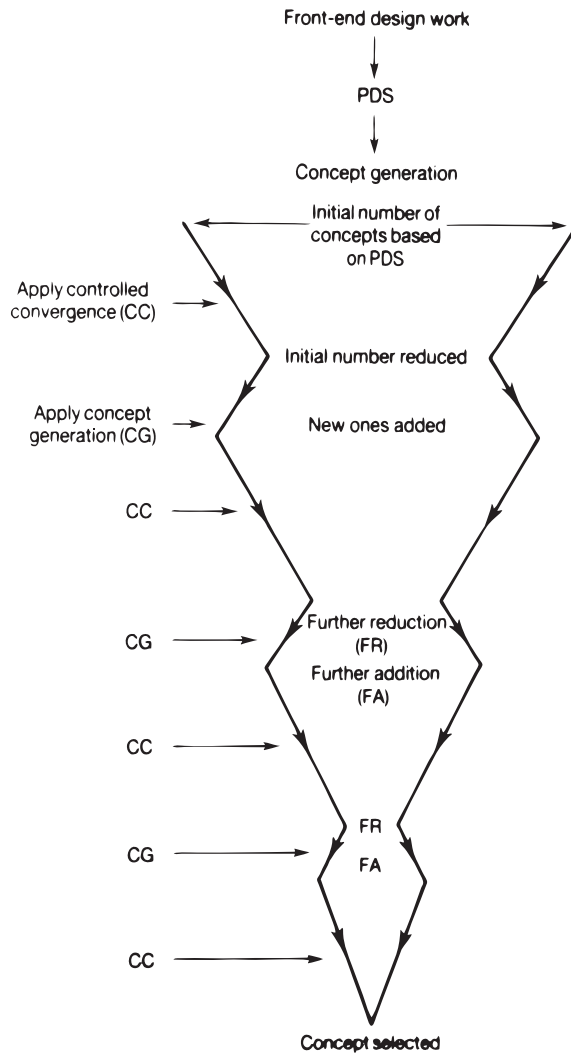 Front-end design work
PDS
Concept generation
Initial number of
concepts based
on PDS
Apply controlled
convergence (CC)
Initial number reduced
Apply concept
generation (CG)
New ones added
CC
Further reduction
(FR)
CG
Further addition
(FA)
CC
FR
CG
FA
CC
Concept selected